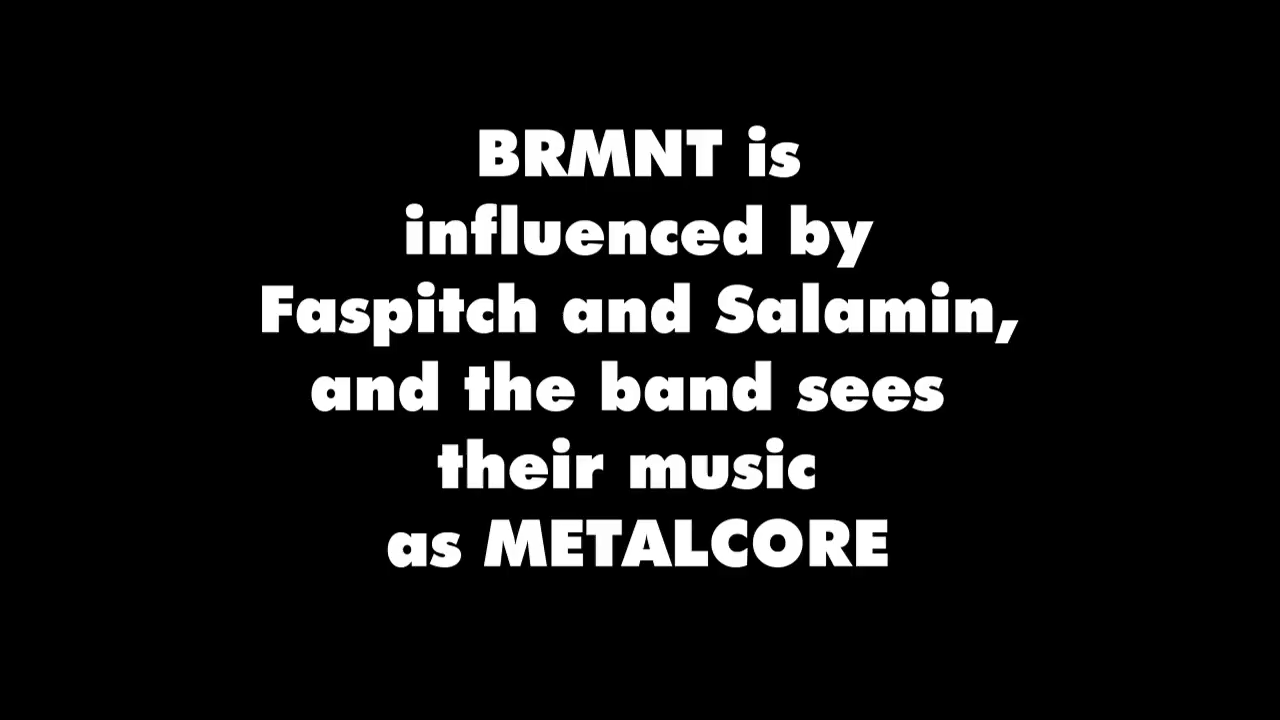 BRMNT is
influenced by
Faspitch and Salamin,
and the band sees
their music
as METALCORE